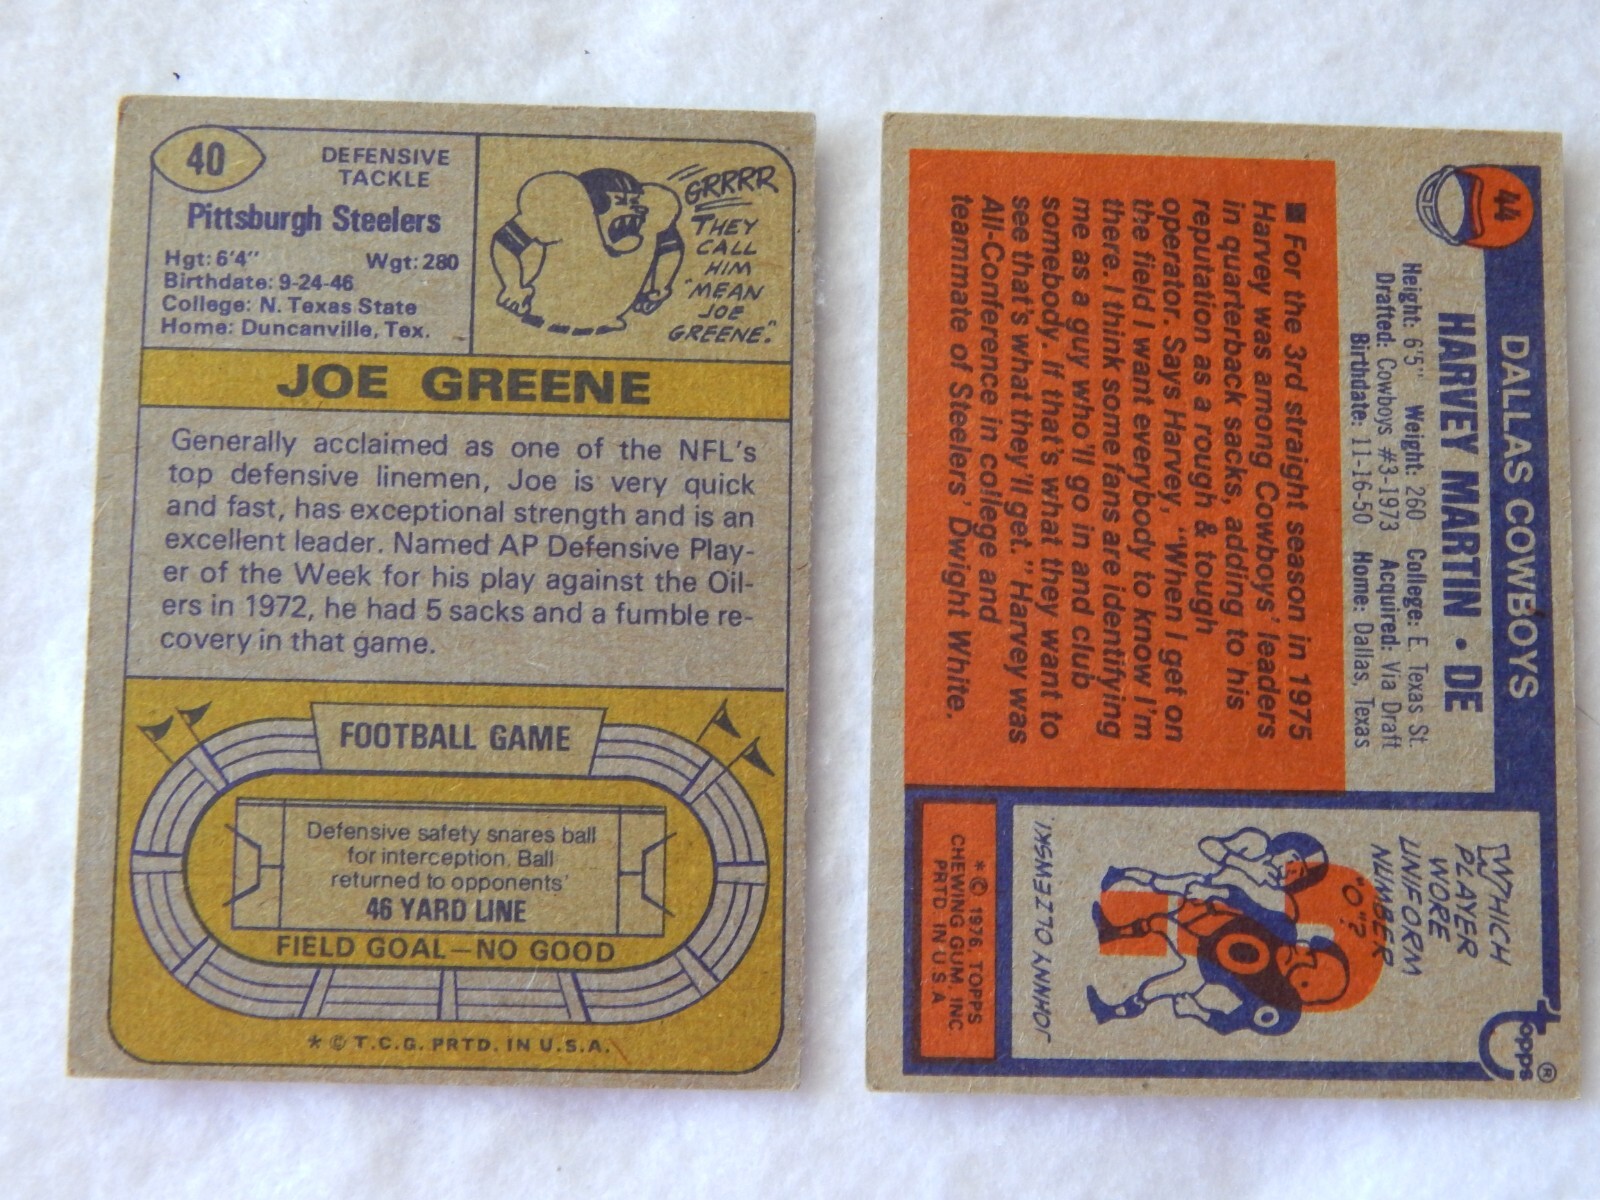 40
DEFENSIVE
TACKLE
Pittsburgh Steelers
Hgt: 6'4" Wgt: 280
Birthdate: 9-24-46
College: N. Texas State
Home: Duncanville, Tex.
GRRRR
THEY
CALL
HIM
"MEAN
JOE
GREENE."
JOE GREENE
Generally acclaimed as one of the NFL's
top defensive linemen, Joe is very quick
and fast, has exceptional strength and is an
excellent leader. Named AP Defensive Play-
er of the Week for his play against the Oil-
ers in 1972, he had 5 sacks and a fumble re-
covery in that game.
FOOTBALL GAME
Defensive safety snares ball
for interception. Ball
returned to opponents'
46 YARD LINE
FIELD GOAL—NO GOOD
* © T.C.G. PRTD. IN U.S.A.
44
DALLAS COWBOYS
HARVEY MARTIN • DE
Height: 6'5" Weight: 260 College: E. Texas St.
Drafted: Cowboys #3-1973 Acquired: Via Draft
Birthdate: 11-16-50 Home: Dallas, Texas
■ For the 3rd straight season in 1975
Harvey was among Cowboys' leaders
in quarterback sacks, adding to his
reputation as a rough & tough
operator. Says Harvey, "When I get on
the field I want everybody to know I'm
there. I think some fans are identifying
me as a guy who'll go in and club
somebody. If that's what they want to
see that's what they'll get." Harvey was
All-Conference in college and
teammate of Steelers' Dwight White.
WHICH
PLAYER
WORE
UNIFORM
NUMBER
"0"?
0
0
JOHNNY OLZEWSKI.
* © 1976 TOPPS
CHEWING GUM, INC
PRTD IN U S A
Topps ®